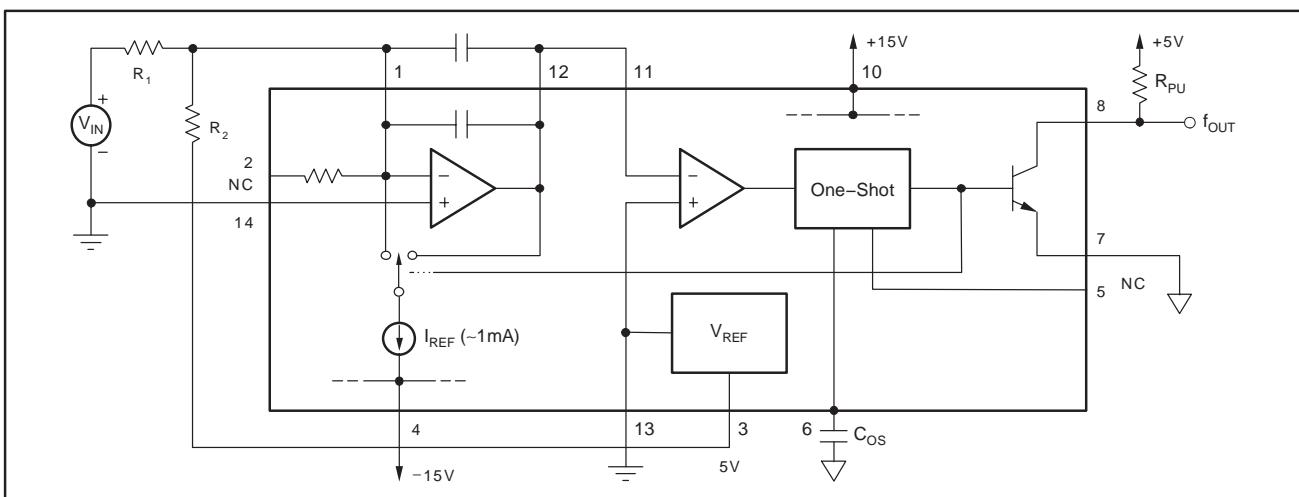 +15V
+5V
R1
1
12
11
10
RPU
8
fOUT
+
VIN
−
R2
2
NC
−
+
−
+
One−Shot
14
7
NC
5
IREF (~1mA)
VREF
4
13
3
6
COS
−15V
5V